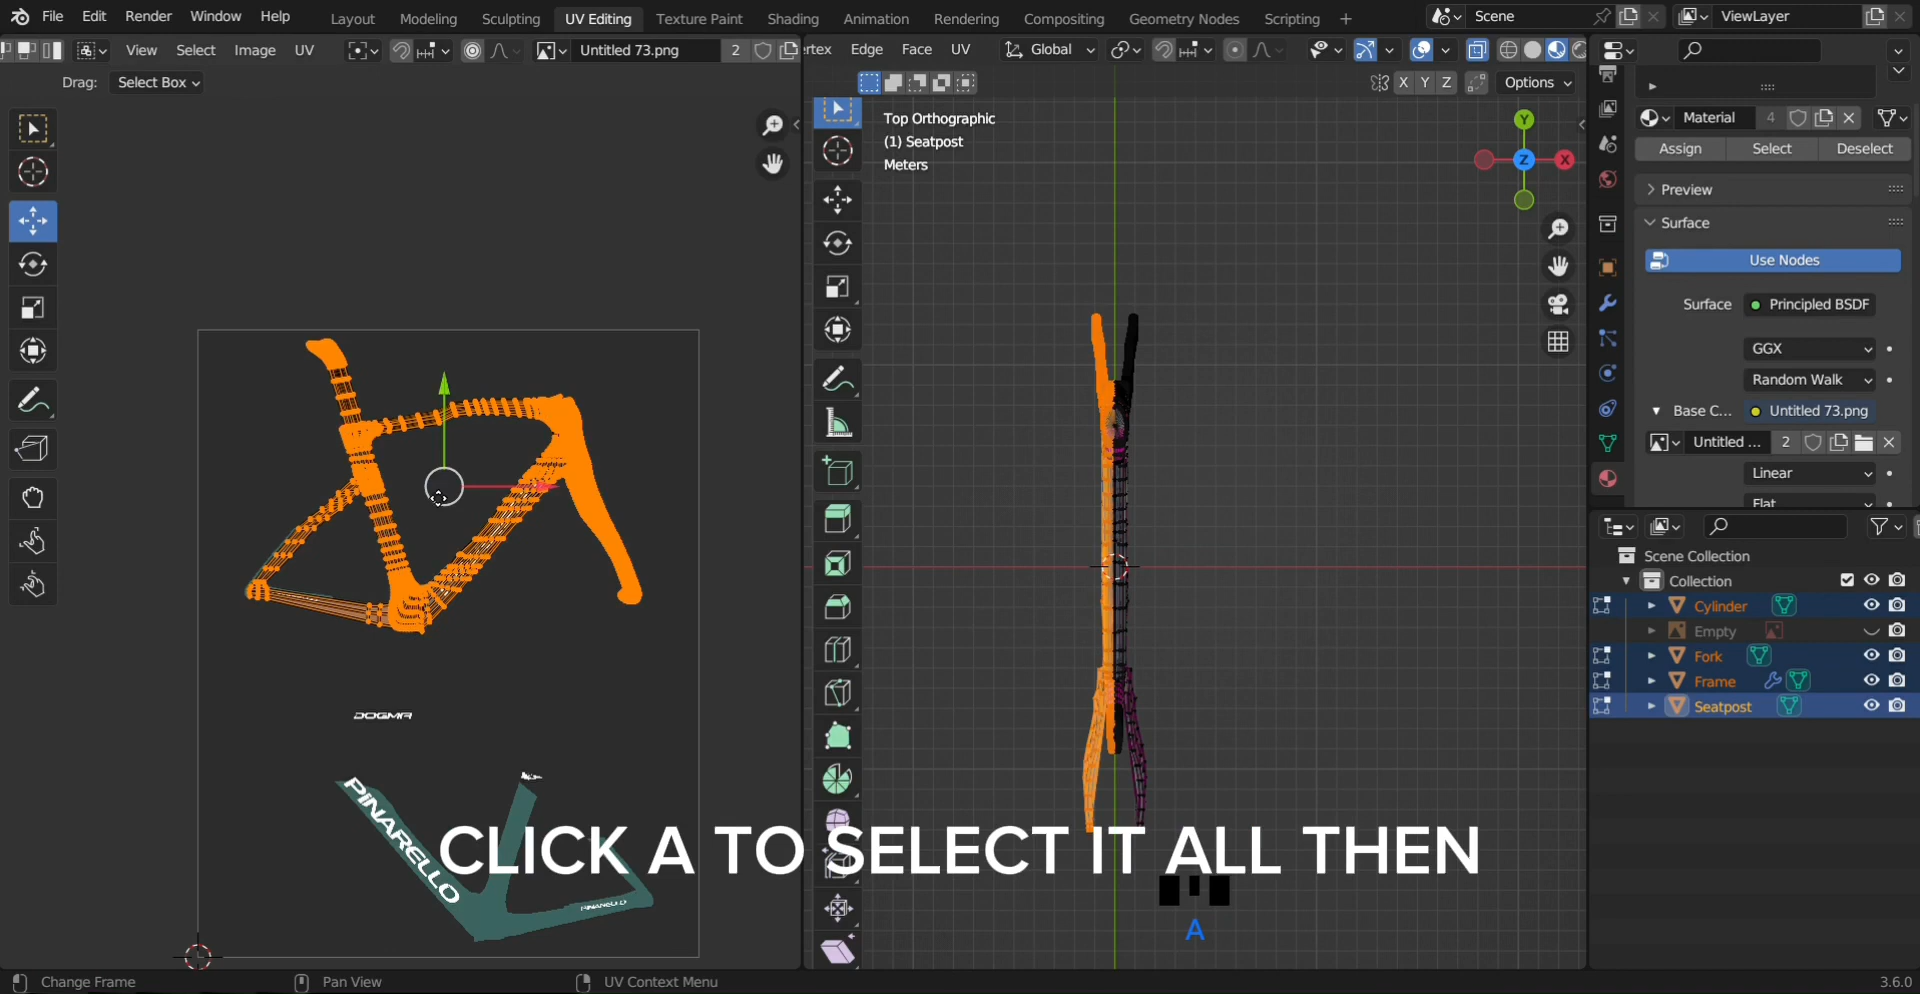 File Edit Render Window Help Layout Modeling Sculpting UV Editing Texture Paint Shading Animation Rendering Compositing Geometry Nodes Scripting + Scene ViewLayer
View Select Image UV Untitled 73.png 2 Edge Face UV Global
Drag: Select Box X Y Z Options
Top Orthographic
(1) Seatpost
Meters
Y
Z X
Material 4
Assign Select Deselect
Preview
Surface
Use Nodes
Surface Principled BSDF
GGX
Random Walk
Base C... Untitled 73.png
Untitled ... 2
Linear
Flat
Scene Collection
Collection
Cylinder
Empty
Fork
Frame
Seatpost
DOGMA
PINARELLO
PINARELLO
CLICK A TO SELECT IT ALL THEN
A
Change Frame Pan View UV Context Menu 3.6.0